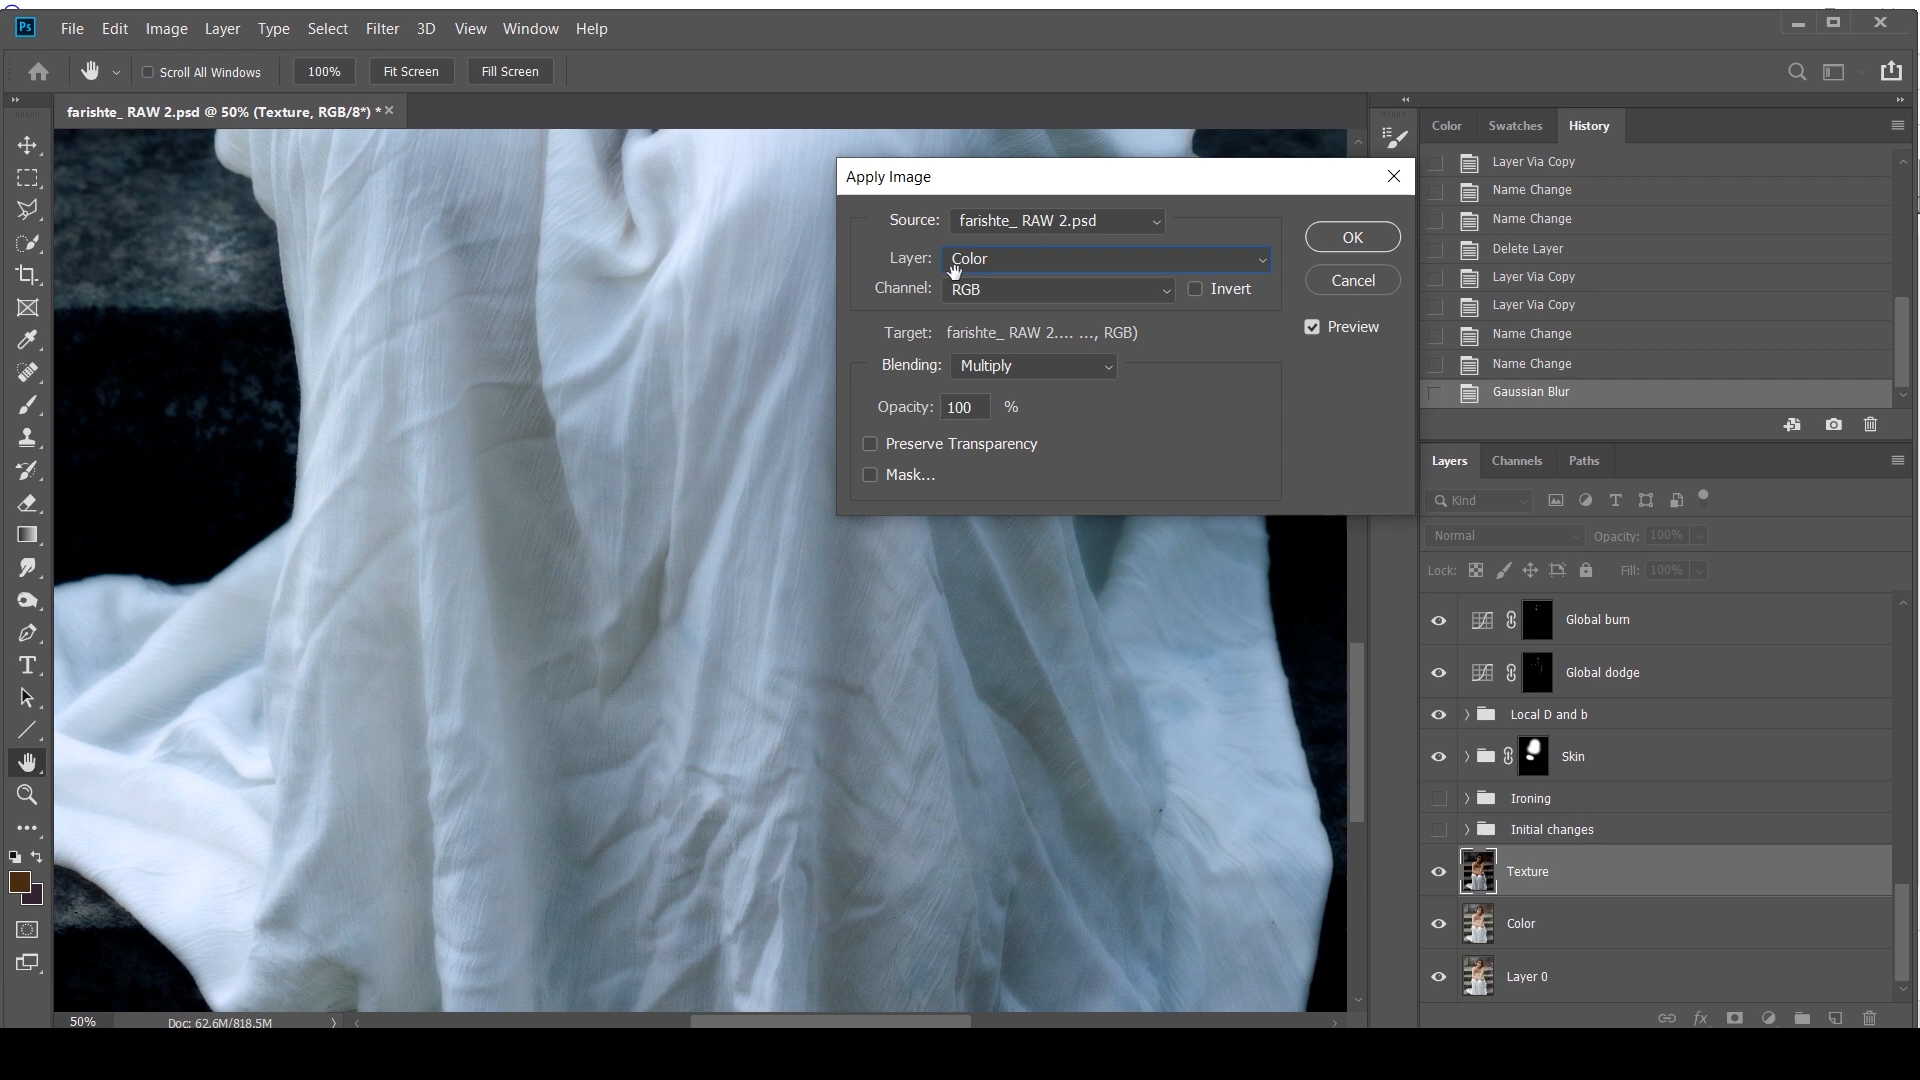 Ps
File Edit Image Layer Type Select Filter 3D View Window Help
Scroll All Windows 100% Fit Screen Fill Screen
farishte_ RAW 2.psd @ 50% (Texture, RGB/8*) *
Color Swatches History
Layer Via Copy
Name Change
Name Change
Delete Layer
Layer Via Copy
Layer Via Copy
Name Change
Name Change
Gaussian Blur
Apply Image
Source: farishte_ RAW 2.psd
Layer: Color
Channel: RGB Invert
Target: farishte_ RAW 2.... ..., RGB)
Blending: Multiply
Opacity: 100 %
Preserve Transparency
Mask...
OK
Cancel
Preview
Layers Channels Paths
Kind
Normal Opacity: 100%
Lock: Fill: 100%
Global burn
Global dodge
Local D and b
Skin
Ironing
Initial changes
Texture
Color
Layer 0
fx
50% Doc: 62.6M/818.5M